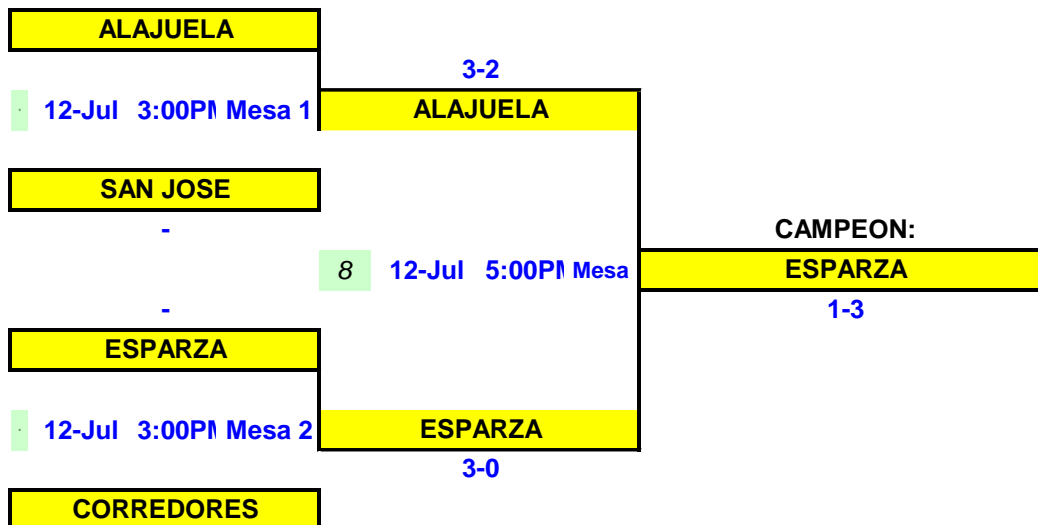 ALAJUELA
3-2
12-Jul 3:00PM Mesa 1
ALAJUELA
SAN JOSE
-
CAMPEON:
8 12-Jul 5:00PM Mesa
ESPARZA
-
1-3
ESPARZA
12-Jul 3:00PM Mesa 2
ESPARZA
3-0
CORREDORES